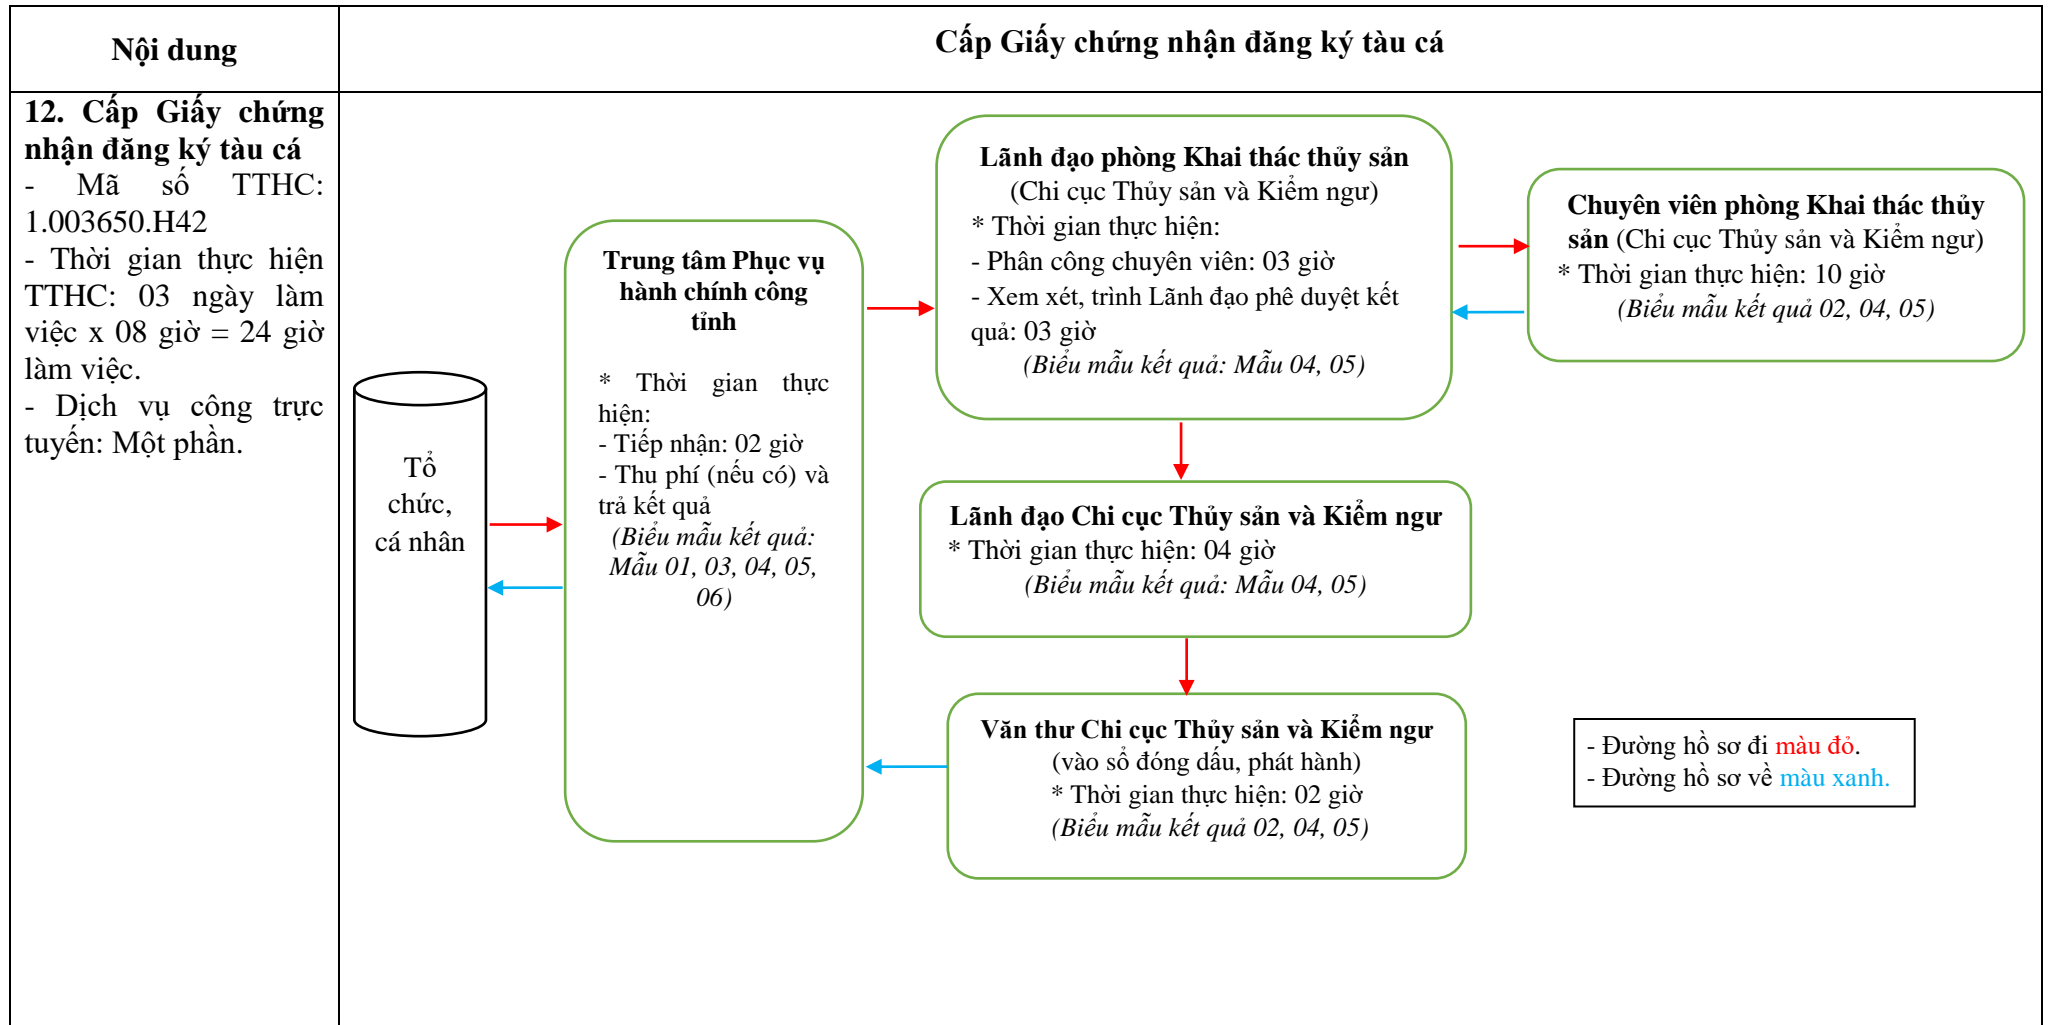 Nội dung
Cấp Giấy chứng nhận đăng ký tàu cá
12. Cấp Giấy chứng
nhận đăng ký tàu cá
- Mã số TTHC:
1.003650.H42
- Thời gian thực hiện
TTHC: 03 ngày làm
việc x 08 giờ = 24 giờ
làm việc.
- Dịch vụ công trực
tuyến: Một phần.
Tổ
chức,
cá nhân
Trung tâm Phục vụ
hành chính công
tỉnh
* Thời gian thực
hiện:
- Tiếp nhận: 02 giờ
- Thu phí (nếu có) và
trả kết quả
(Biểu mẫu kết quả:
Mẫu 01, 03, 04, 05,
06)
Lãnh đạo phòng Khai thác thủy sản
(Chi cục Thủy sản và Kiểm ngư)
* Thời gian thực hiện:
- Phân công chuyên viên: 03 giờ
- Xem xét, trình Lãnh đạo phê duyệt kết
quả: 03 giờ
(Biểu mẫu kết quả: Mẫu 04, 05)
Chuyên viên phòng Khai thác thủy
sản (Chi cục Thủy sản và Kiểm ngư)
* Thời gian thực hiện: 10 giờ
(Biểu mẫu kết quả 02, 04, 05)
Lãnh đạo Chi cục Thủy sản và Kiểm ngư
* Thời gian thực hiện: 04 giờ
(Biểu mẫu kết quả: Mẫu 04, 05)
Văn thư Chi cục Thủy sản và Kiểm ngư
(vào sổ đóng dấu, phát hành)
* Thời gian thực hiện: 02 giờ
(Biểu mẫu kết quả 02, 04, 05)
- Đường hồ sơ đi màu đỏ.
- Đường hồ sơ về màu xanh.